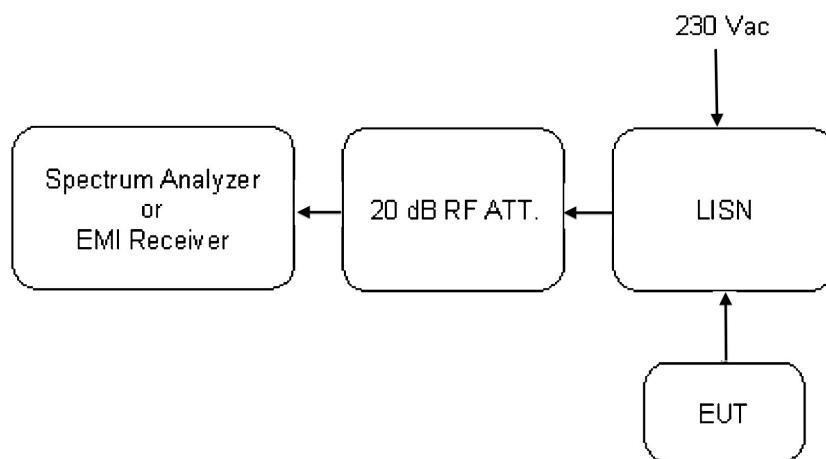 230 Vac
Spectrum Analyzer
or
EMI Receiver
20 dB RF ATT.
LISN
EUT